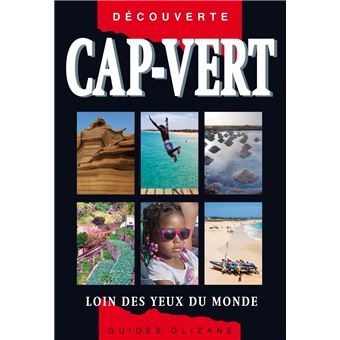 DÉCOUVERTE
CAP-VERT
LOIN DES YEUX DU MONDE
GUIDES OLIZANE